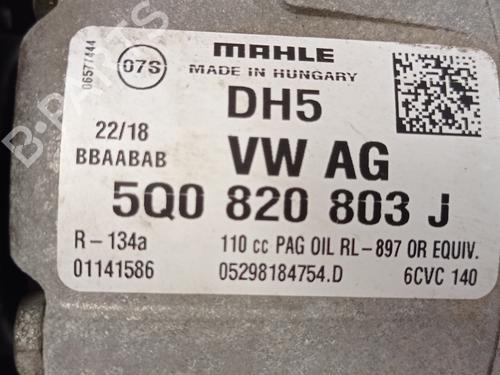 06577444
07S
MAHLE
MADE IN HUNGARY
DH5
22/18
BBAABAB
VW AG
5Q0 820 803 J
R-134a
110 cc PAG OIL RL-897 OR EQUIV.
01141586
05298184754.D
6CVC 140
B-PARTS